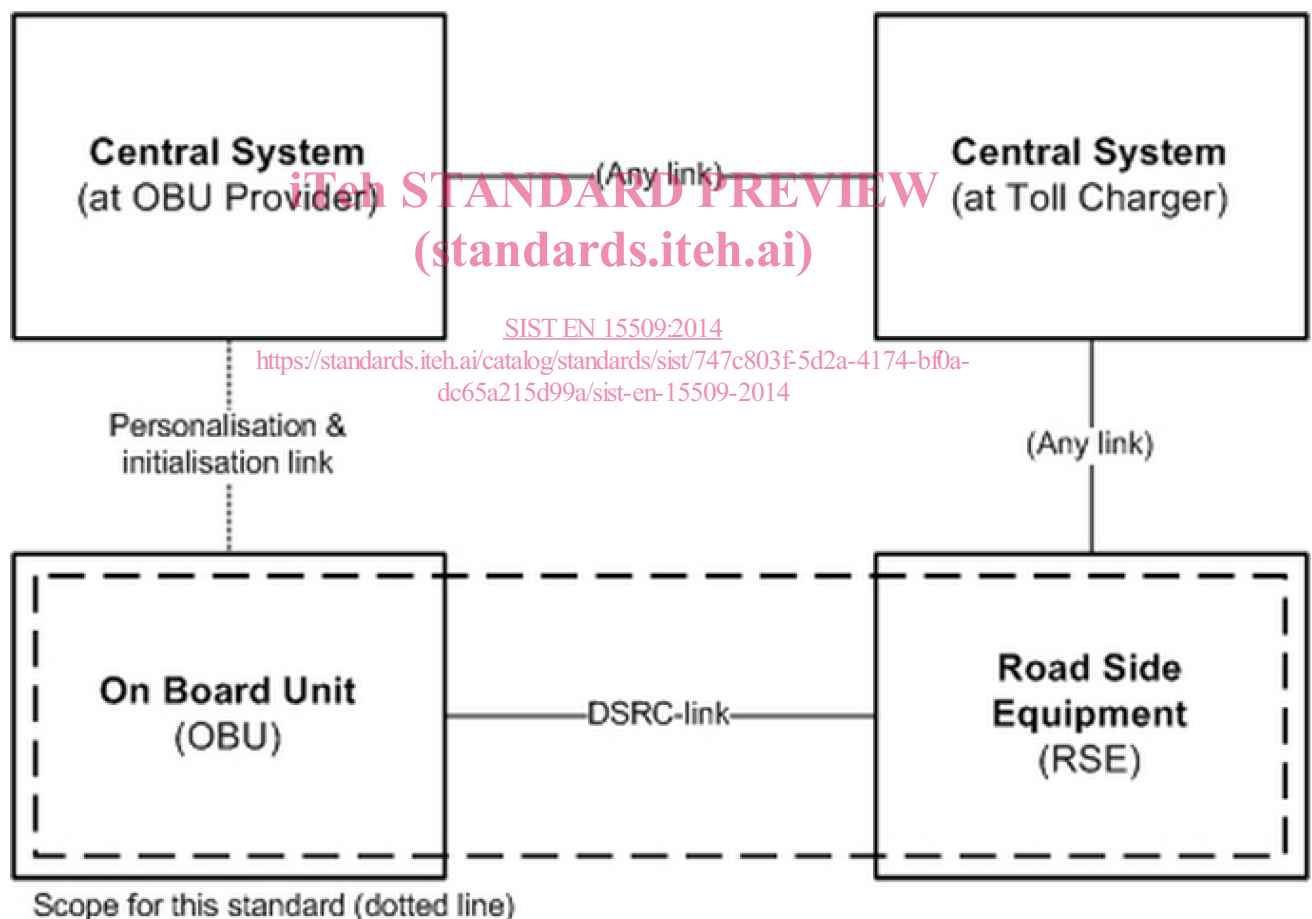 Central System
(at OBU Provider)
(Any link)
Central System
(at Toll Charger)
iTeh STANDARD PREVIEW
(standards.iteh.ai)
SIST EN 15509:2014
https://standards.iteh.ai/catalog/standards/sist/747c803f-5d2a-4174-bf0a-
dc65a215d99a/sist-en-15509-2014
Personalisation &
initialisation link
(Any link)
On Board Unit
(OBU)
DSRC-link
Road Side
Equipment
(RSE)
Scope for this standard (dotted line)